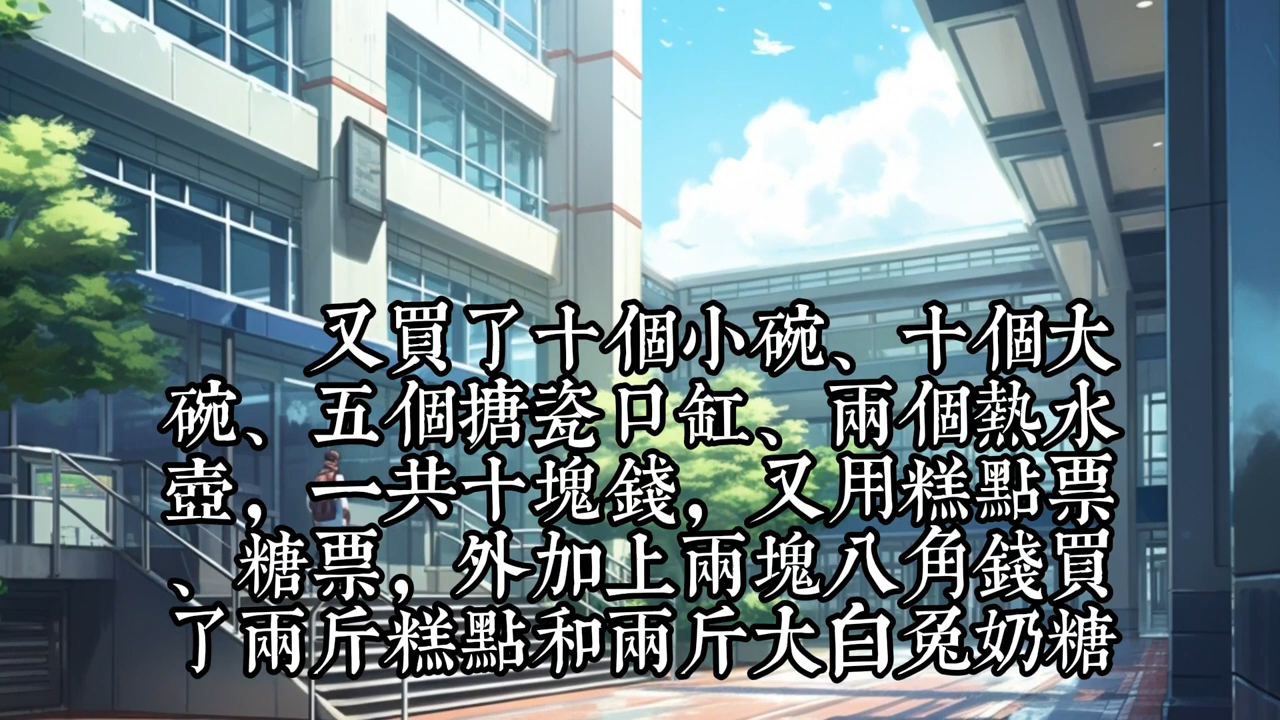 又買了十個小碗、十個大
碗、五個搪瓷口缸、兩個熱水
壺，一共十塊錢，又用糕點票
、糖票，外加上兩塊八角錢買
了兩斤糕點和兩斤大白兔奶糖